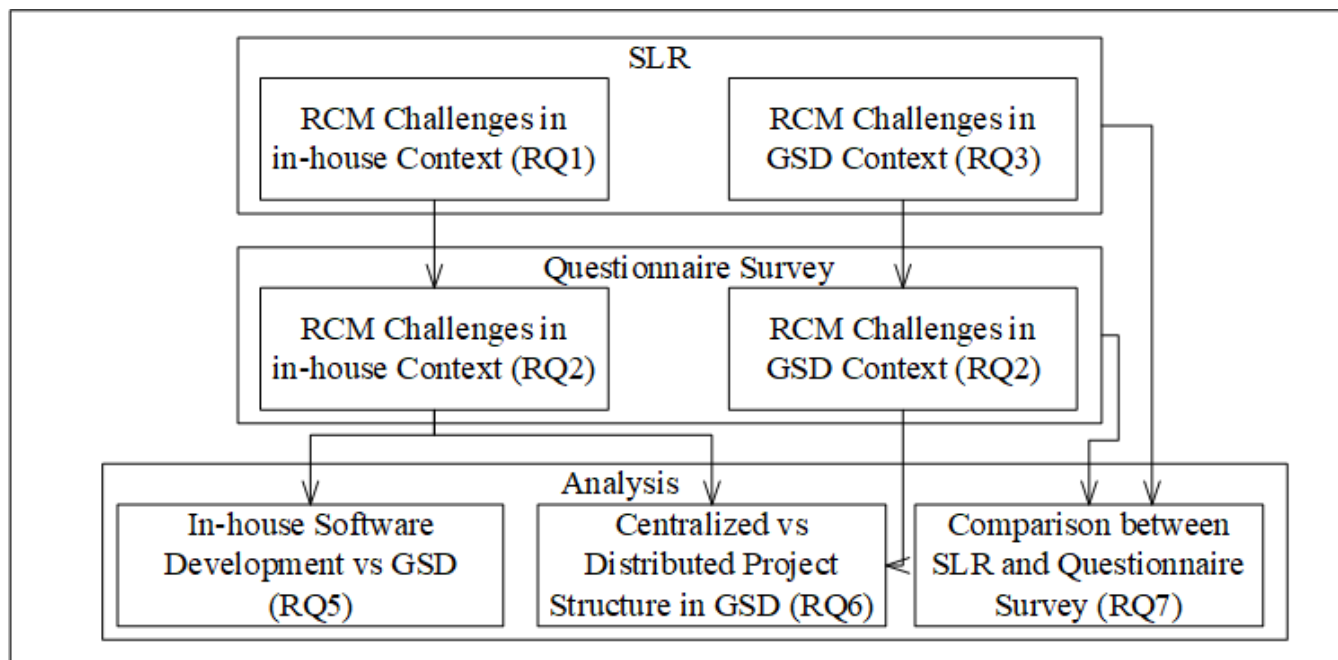 SLR
RCM Challenges in
in-house Context (RQ1)
RCM Challenges in
GSD Context (RQ3)
Questionnaire Survey
RCM Challenges in
in-house Context (RQ2)
RCM Challenges in
GSD Context (RQ2)
Analysis
In-house Software
Development vs GSD
(RQ5)
Centralized vs
Distributed Project
Structure in GSD (RQ6)
Comparison between
SLR and Questionnaire
Survey (RQ7)